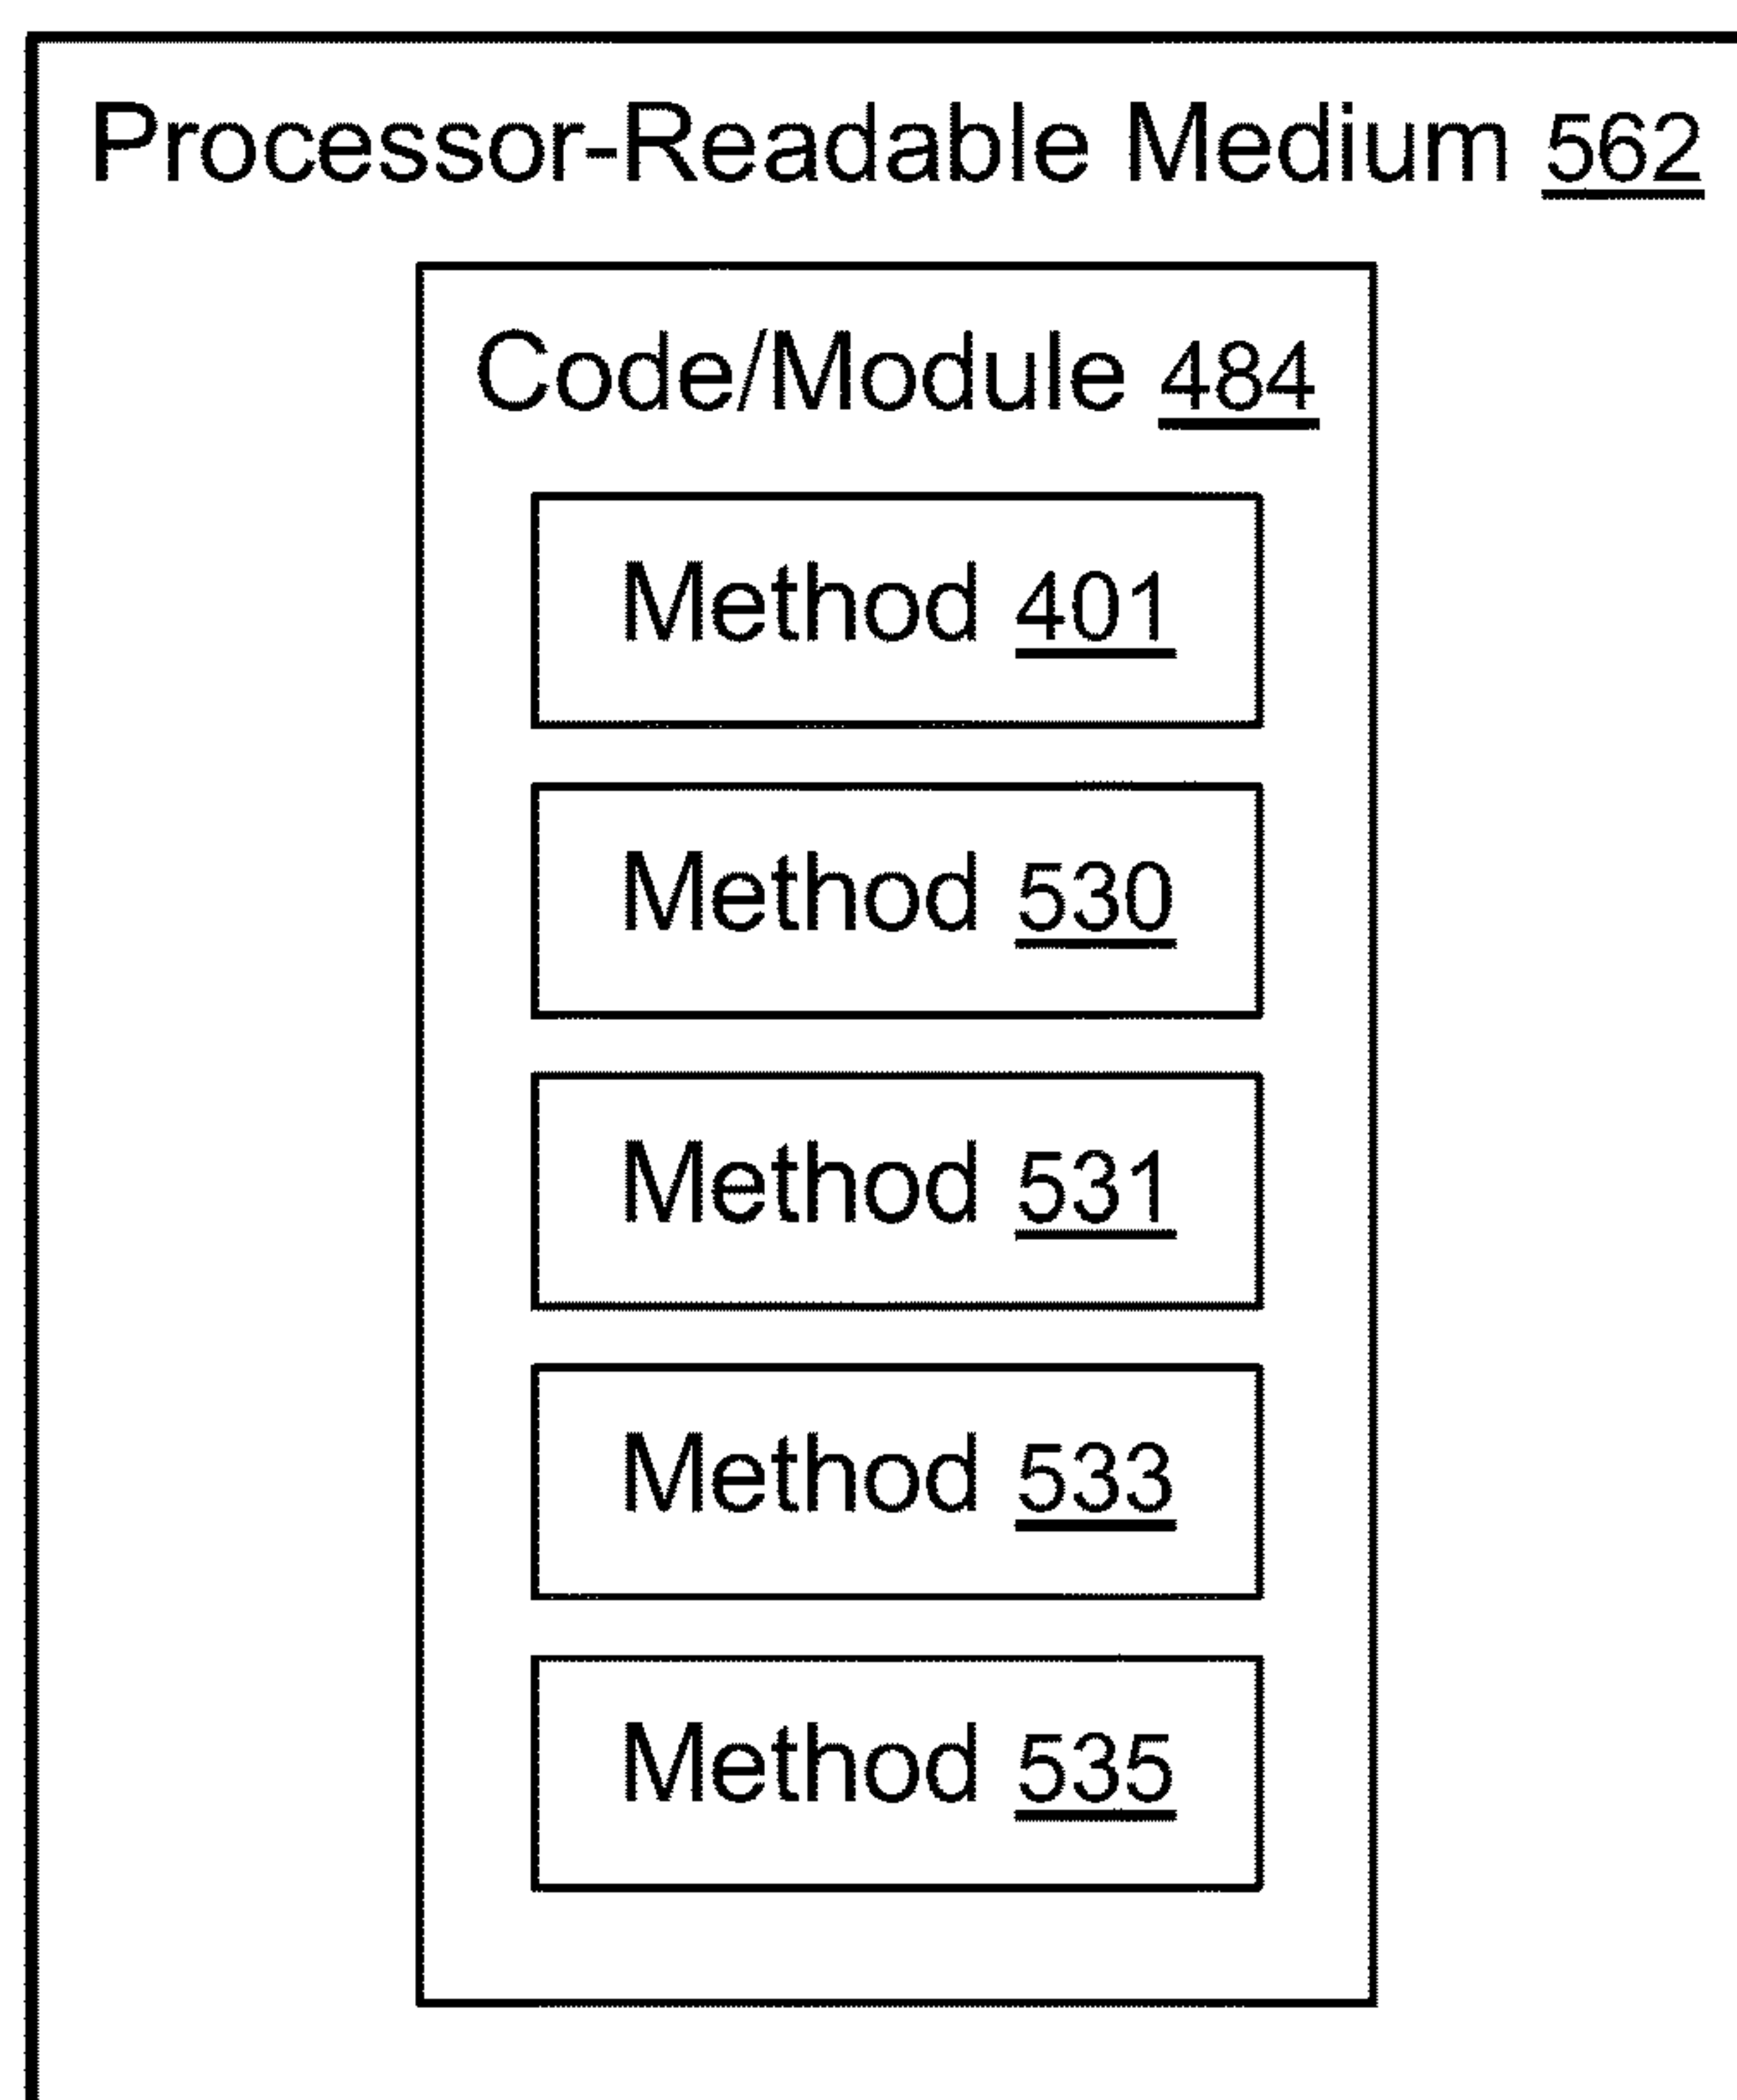 Processor-Readable Medium 562
Code/Module 484
Method 401
Method 530
Method 531
Method 533
Method 535